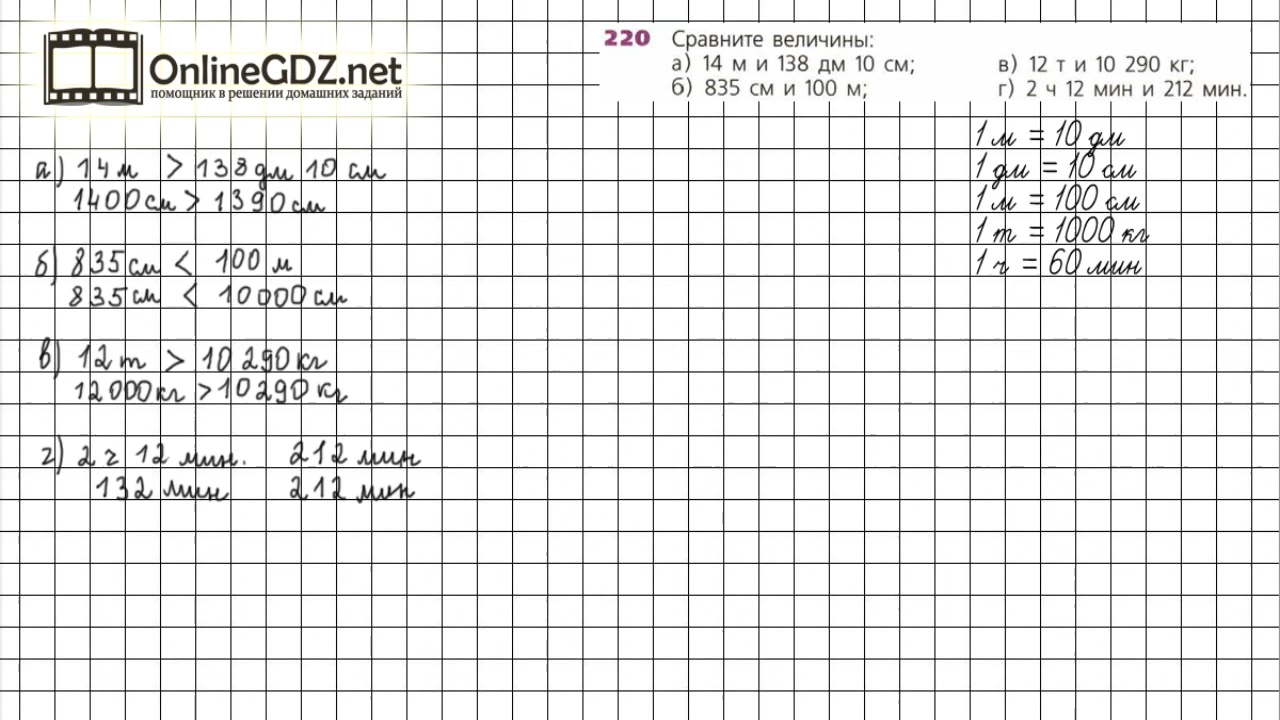 OnlineGDZ.net
помощник в решении домашних заданий
220 Сравните величины:
а) 14 м и 138 дм 10 см;
б) 835 см и 100 м;
в) 12 т и 10 290 кг;
г) 2 ч 12 мин и 212 мин.
1 м = 10 дм
1 дм = 10 см
1 м = 100 см
1 т = 1000 кг
1 ч = 60 мин
а) 14 м > 138 дм 10 см
1400 см > 1390 см
б) 835 см < 100 м
835 см < 10000 см
в) 12 т > 10 290 кг
12 000 кг > 10 290 кг
г) 2 ч 12 мин. 212 мин
132 мин 212 мин